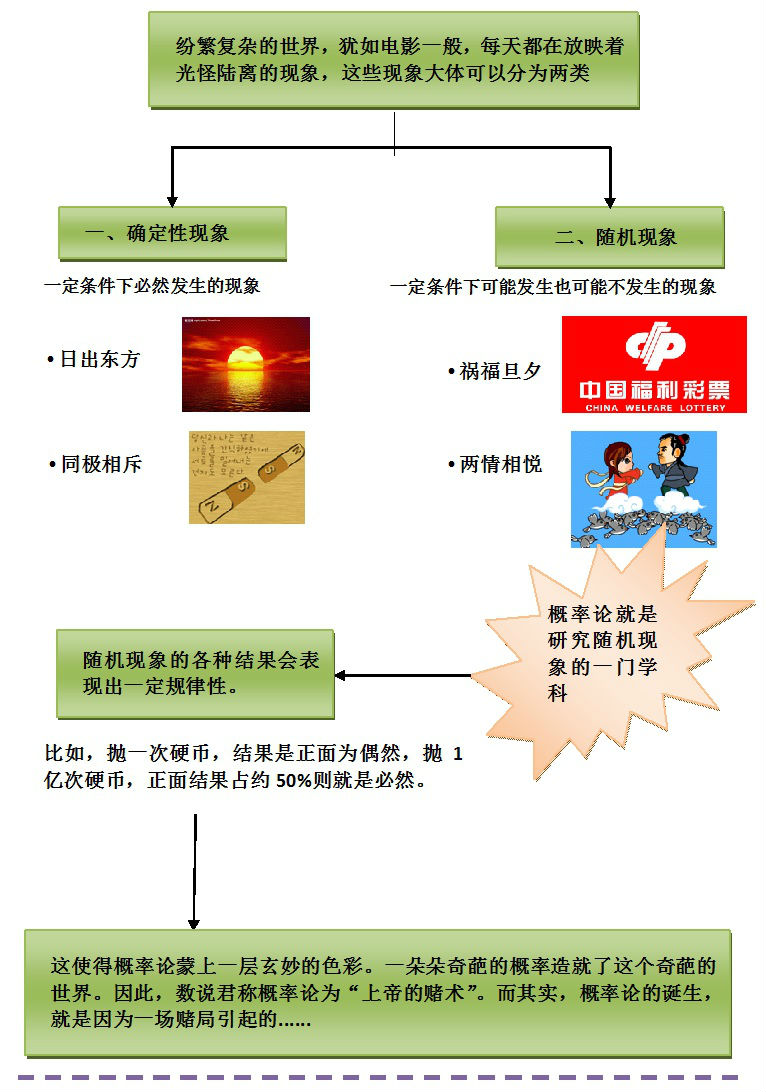 纷繁复杂的世界，犹如电影一般，每天都在放映着
光怪陆离的现象，这些现象大体可以分为两类
一、确定性现象
二、随机现象
一定条件下必然发生的现象
一定条件下可能发生也可能不发生的现象
•日出东方
•祸福旦夕
中国福利彩票
CHINA WELFARE LOTTERY
•同极相斥
N
S
S
N
•两情相悦
概率论就是
研究随机现
象的一门学
科
随机现象的各种结果会表
现出一定规律性。
比如，抛一次硬币，结果是正面为偶然，抛 1
亿次硬币，正面结果占约 50%则就是必然。
这使得概率论蒙上一层玄妙的色彩。一朵朵奇葩的概率造就了这个奇葩的
世界。因此，数说君称概率论为“上帝的赌术”。而其实，概率论的诞生，
就是因为一场赌局引起的......